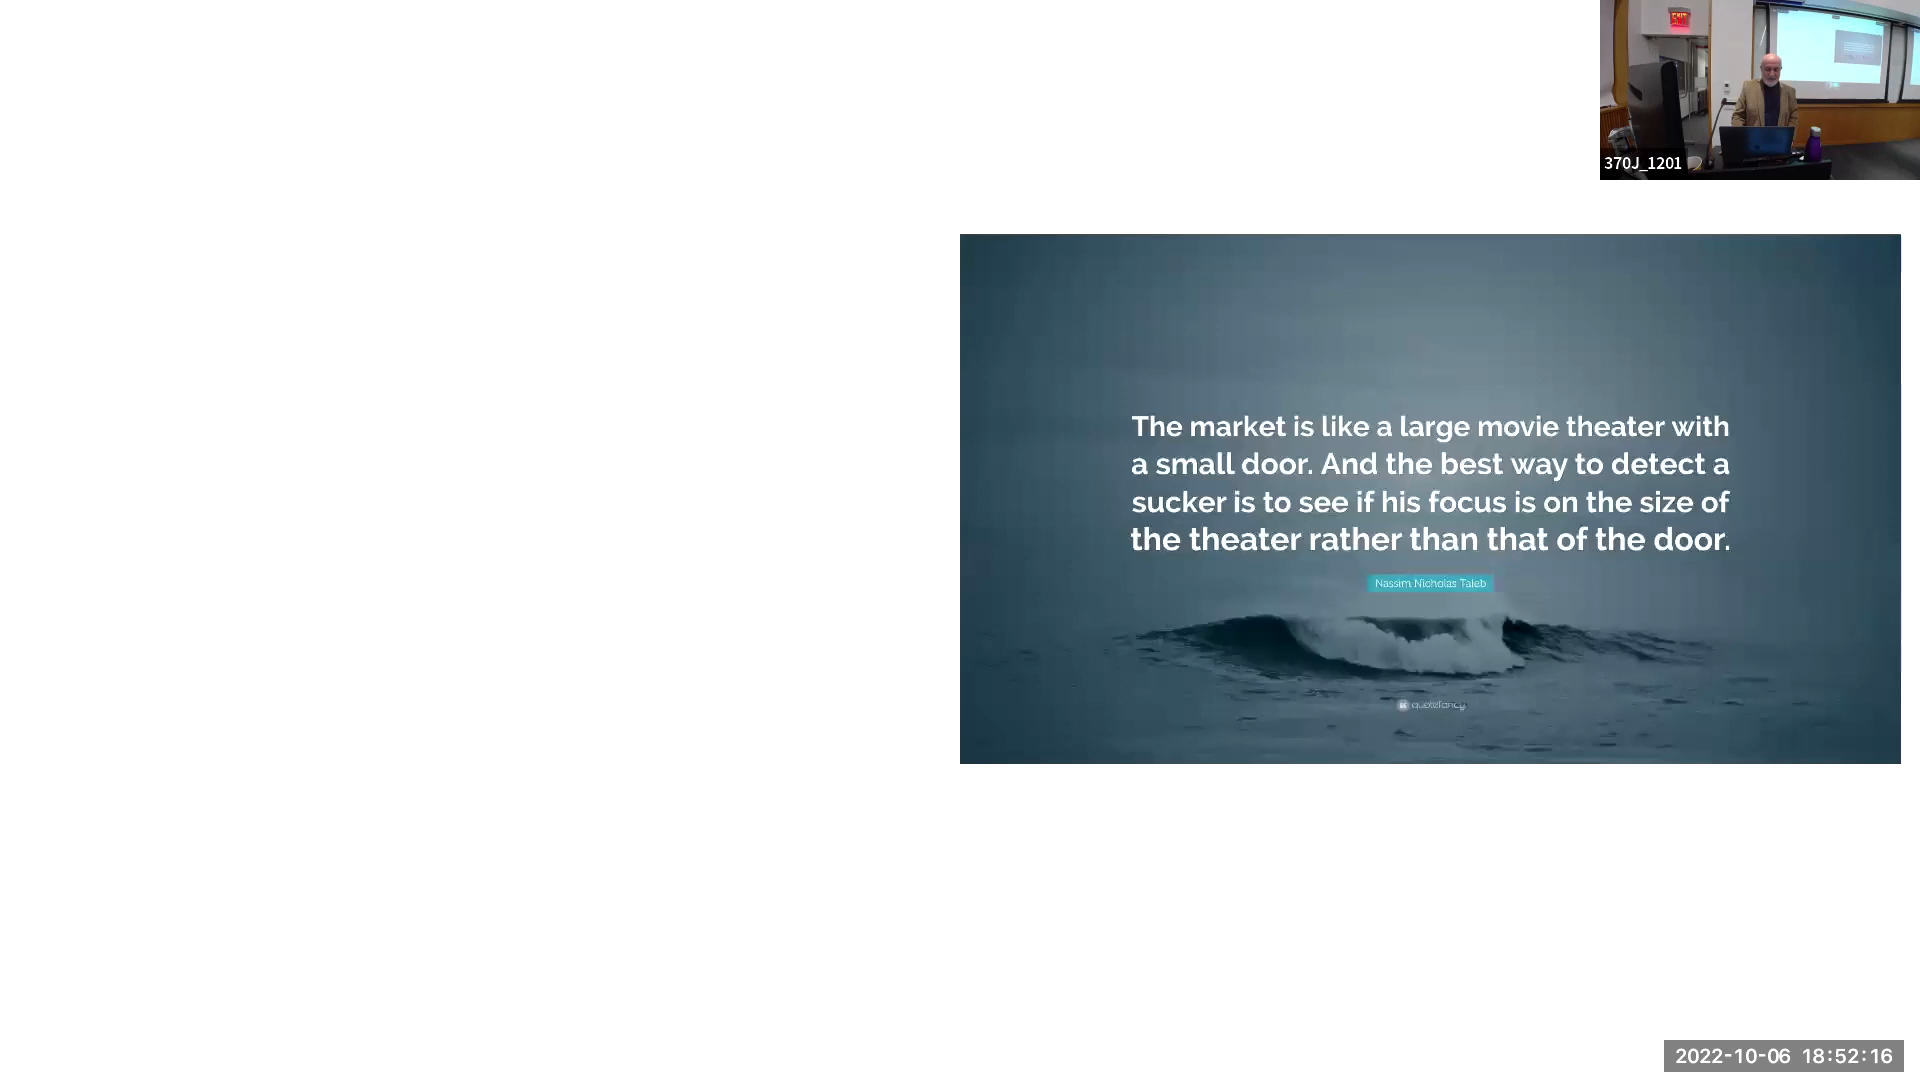 EXIT
370J_1201
The market is like a large movie theater with
a small door. And the best way to detect a
sucker is to see if his focus is on the size of
the theater rather than that of the door.
Nassim Nicholas Taleb
quotefancy
2022-10-06 18:52:16